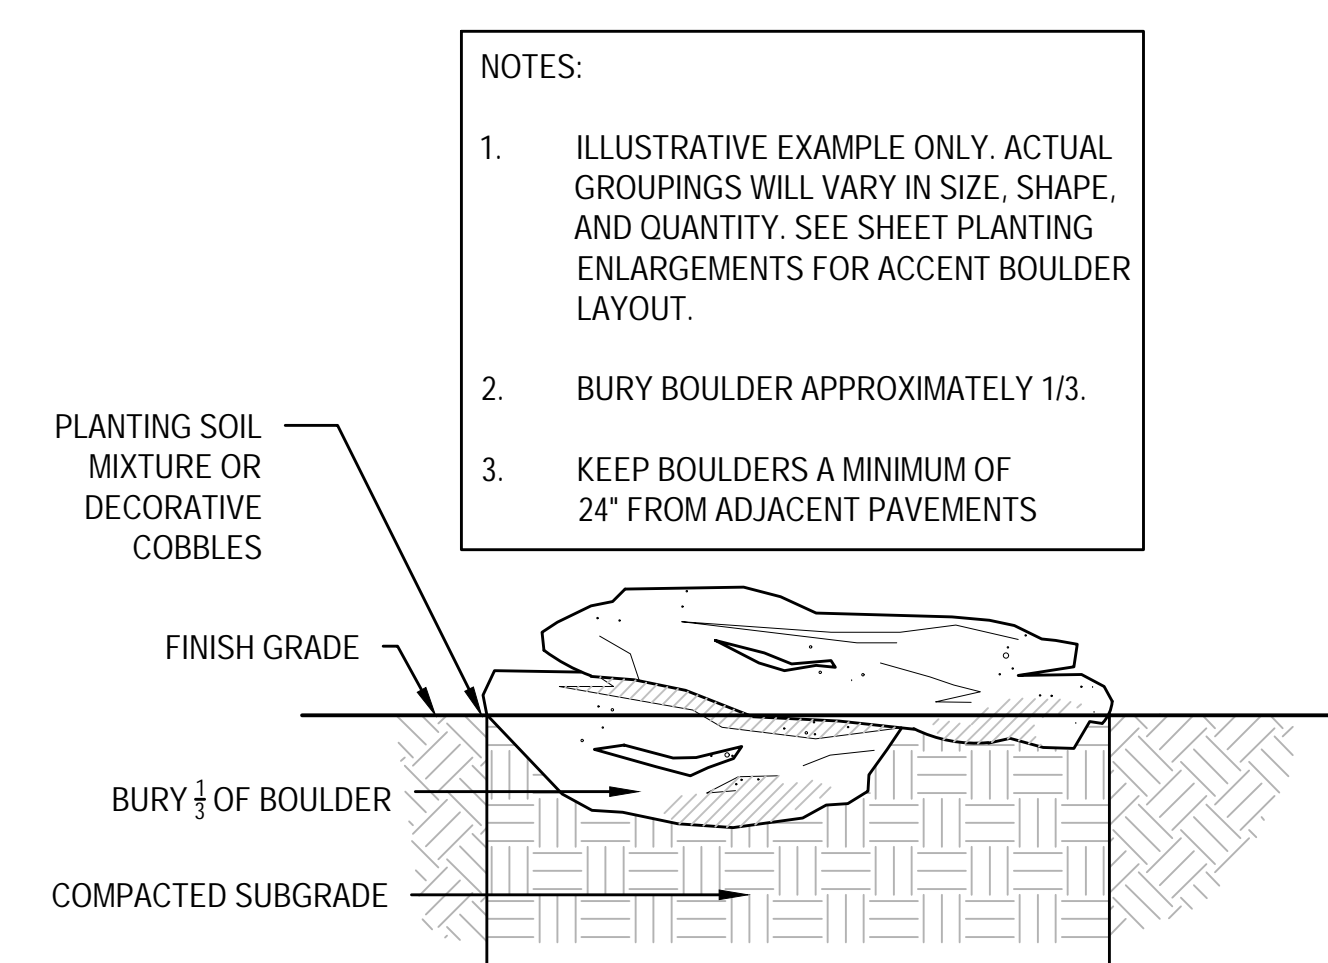 NOTES:
1. ILLUSTRATIVE EXAMPLE ONLY. ACTUAL
GROUPINGS WILL VARY IN SIZE, SHAPE,
AND QUANTITY. SEE SHEET PLANTING
ENLARGEMENTS FOR ACCENT BOULDER
LAYOUT.
2. BURY BOULDER APPROXIMATELY 1/3.
3. KEEP BOULDERS A MINIMUM OF
24" FROM ADJACENT PAVEMENTS
PLANTING SOIL
MIXTURE OR
DECORATIVE
COBBLES
FINISH GRADE
BURY 1/3 OF BOULDER
COMPACTED SUBGRADE